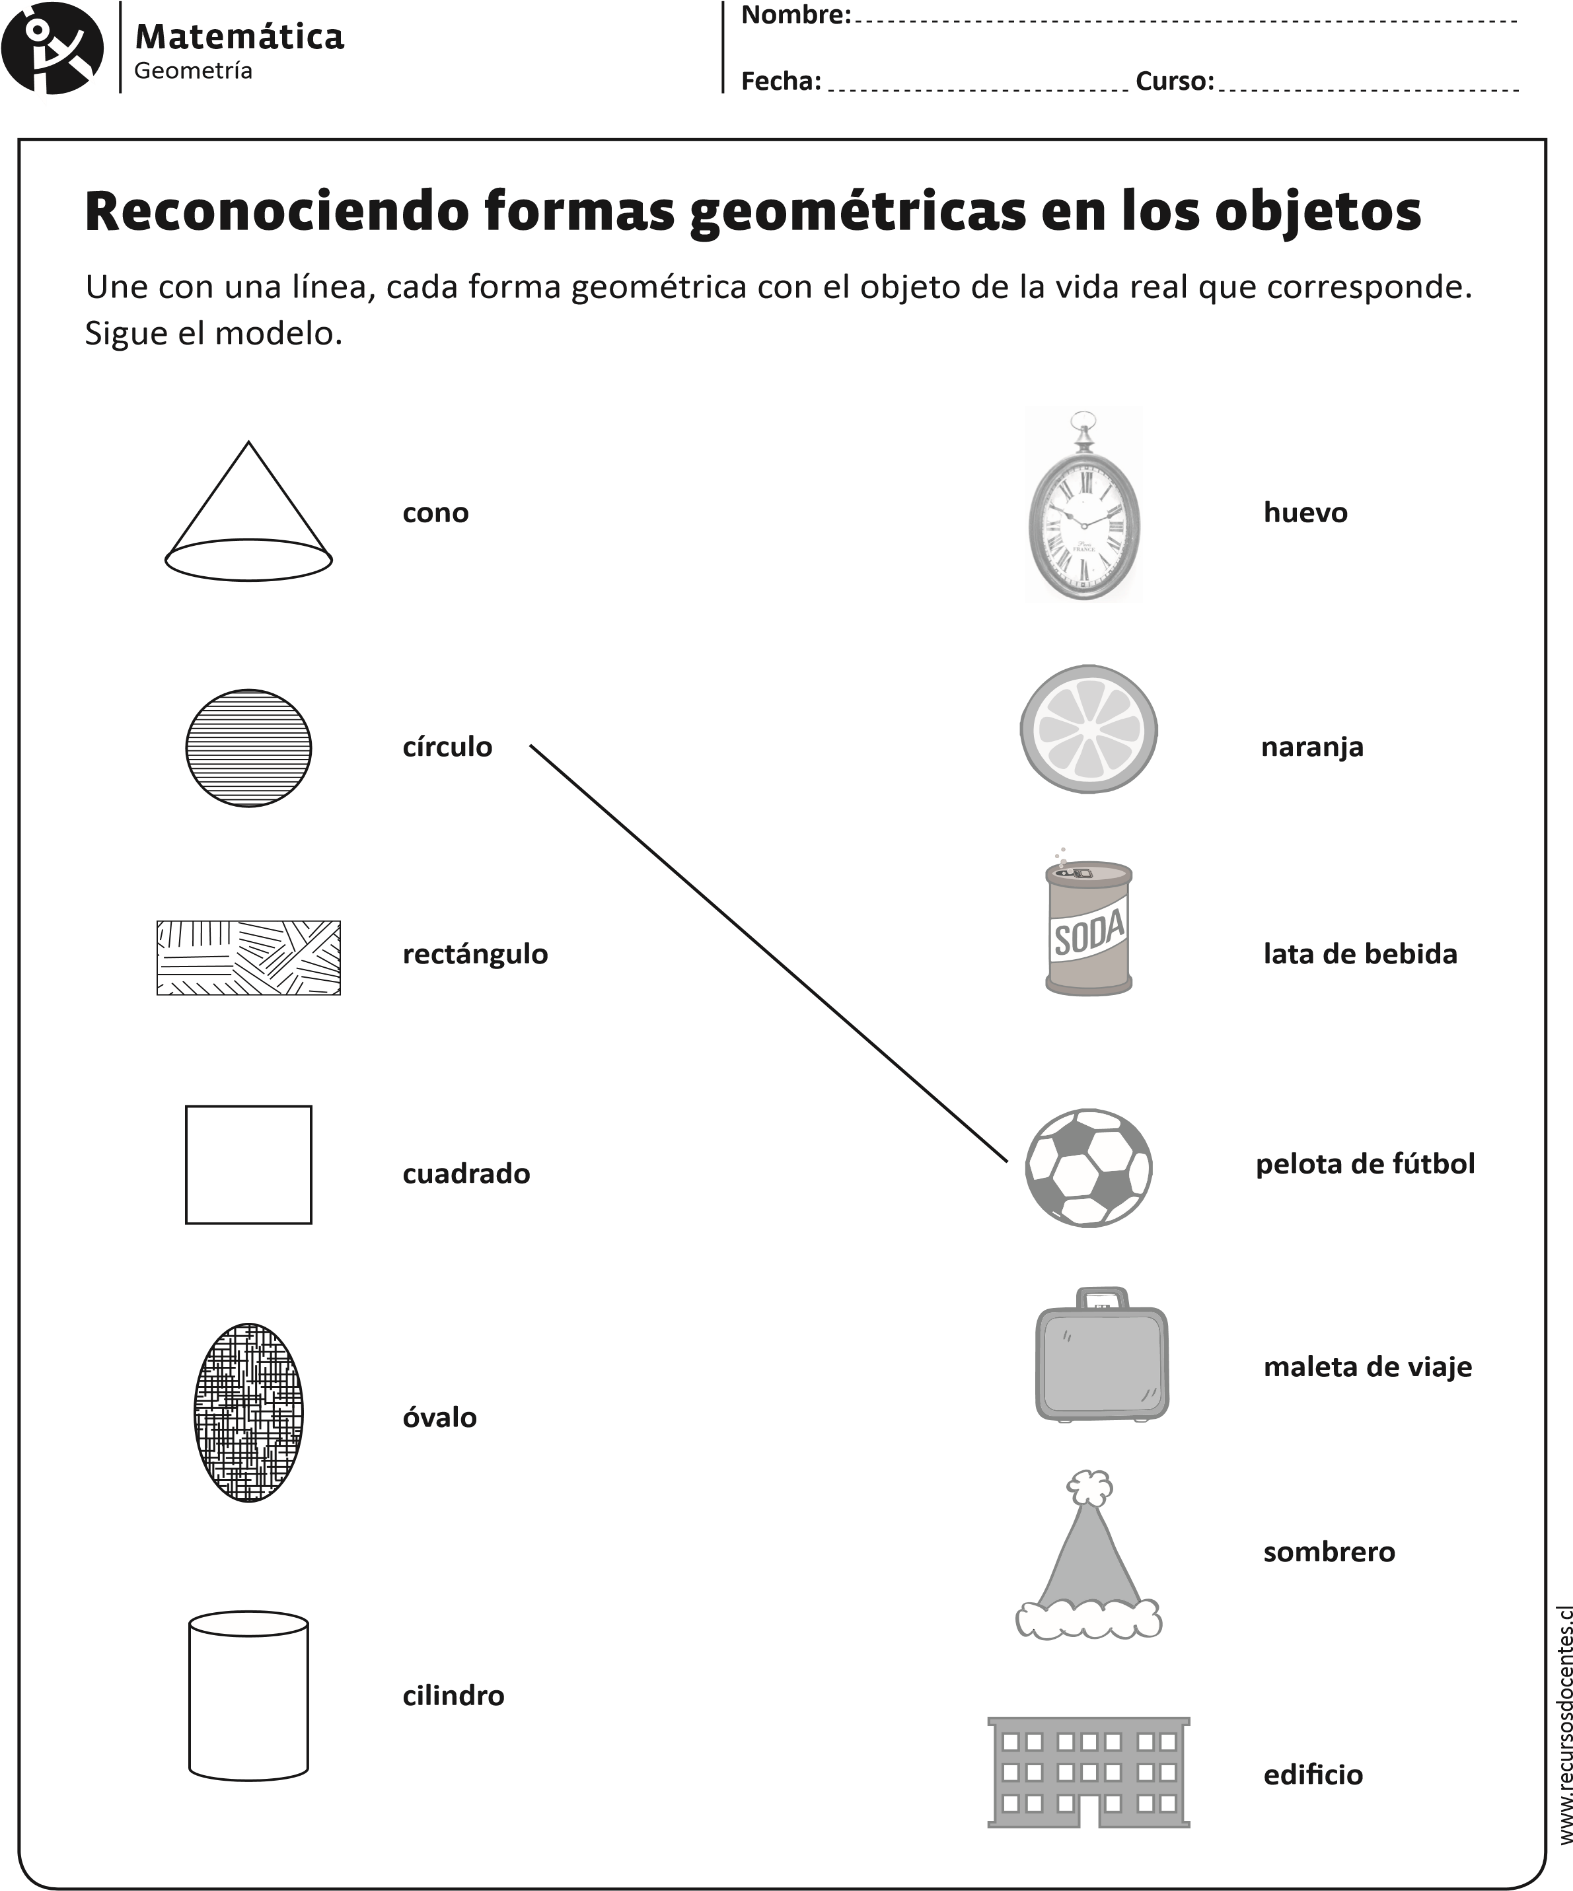 Matemática
Geometría
Nombre:
Fecha: Curso:
Reconociendo formas geométricas en los objetos
Une con una línea, cada forma geométrica con el objeto de la vida real que corresponde.
Sigue el modelo.
cono
huevo
círculo
naranja
rectángulo
SODA
lata de bebida
cuadrado
pelota de fútbol
maleta de viaje
óvalo
sombrero
cilindro
edificio
www.recursosdocentes.cl